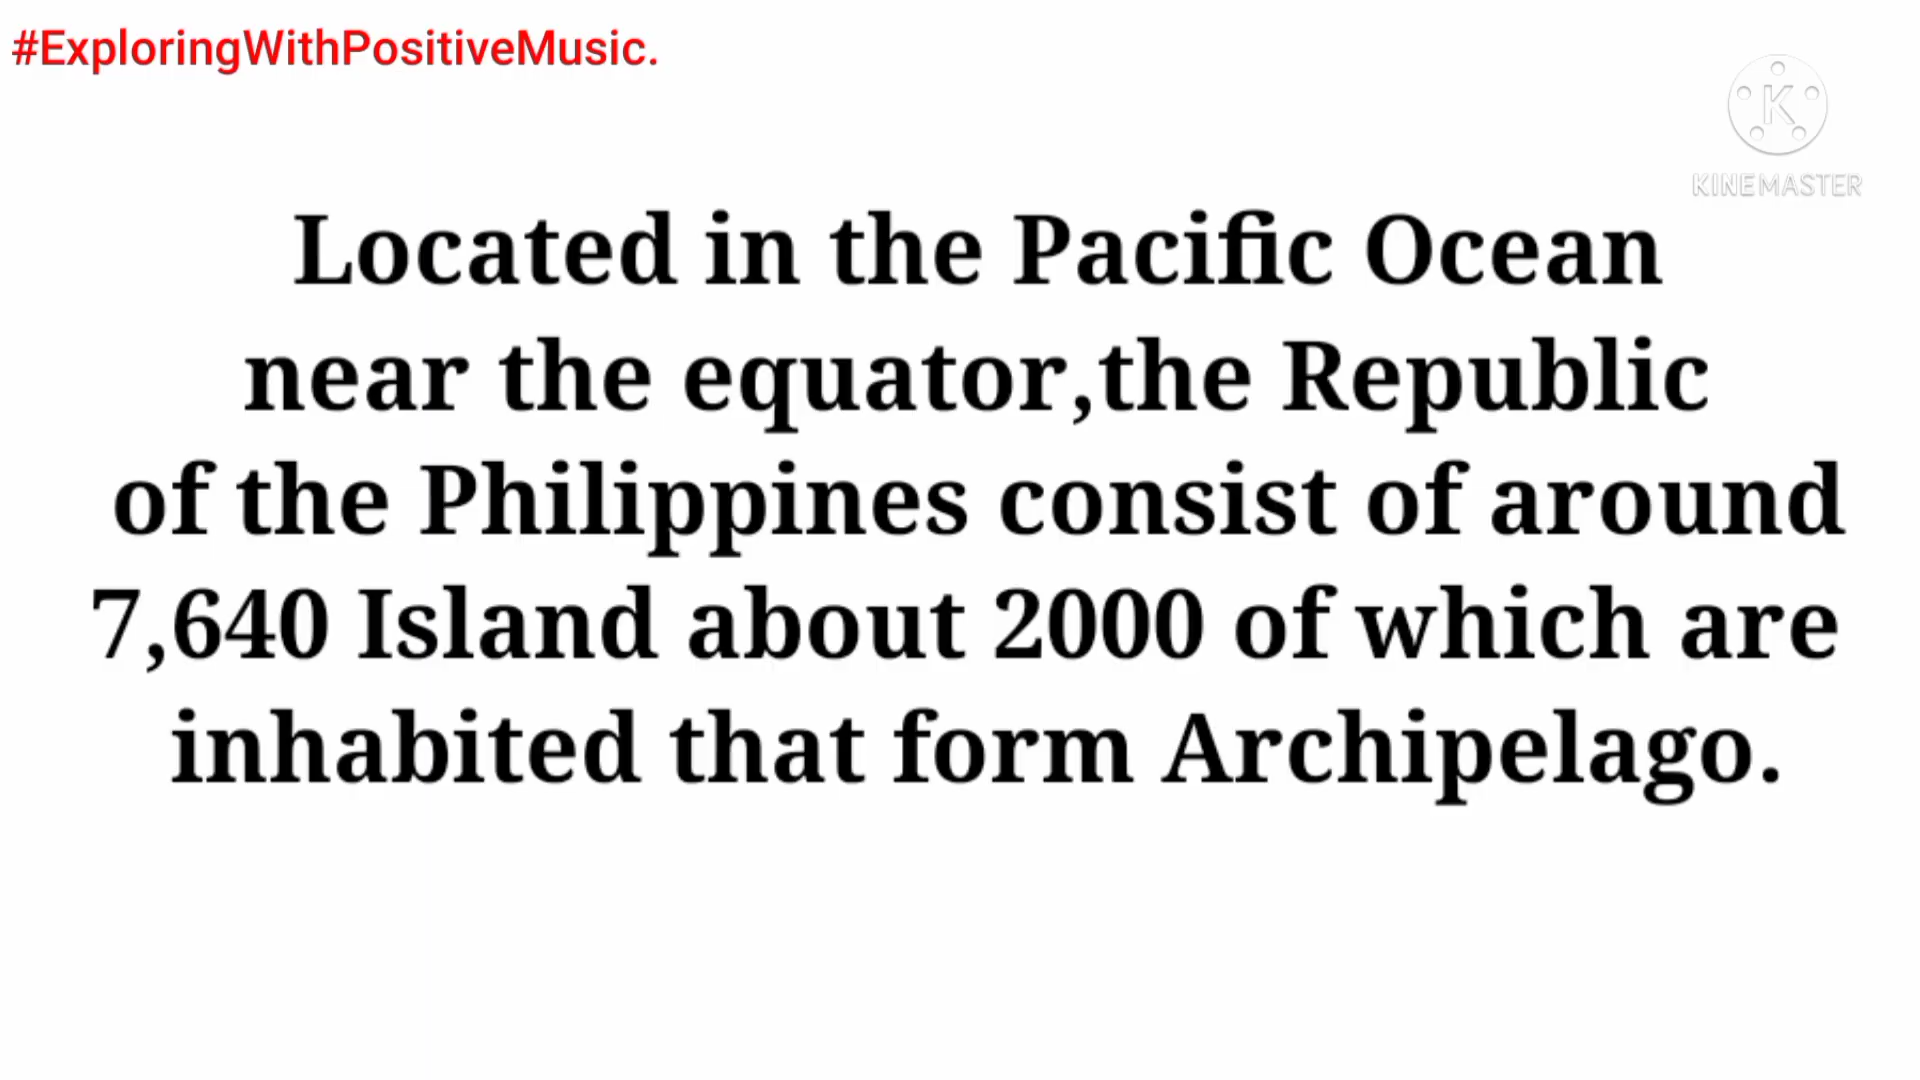 #ExploringWithPositiveMusic.
K
KINEMASTER
Located in the Pacific Ocean
near the equator,the Republic
of the Philippines consist of around
7,640 Island about 2000 of which are
inhabited that form Archipelago.